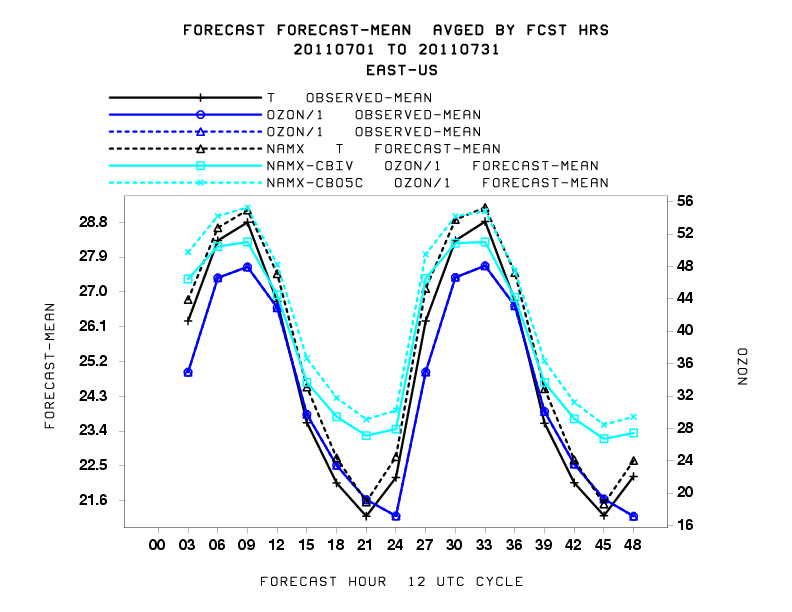 FORECAST FORECAST-MEAN  AVGED BY FCST HRS
20110701 TO 20110731
EAST-US
T  OBSERVED-MEAN
OZON/1  OBSERVED-MEAN
OZON/1  OBSERVED-MEAN
NAMX  T  FORECAST-MEAN
NAMX-CBIV  OZON/1  FORECAST-MEAN
NAMX-CB05C  OZON/1  FORECAST-MEAN
56
28.8
52
27.9
48
27.0
44
26.1
40
25.2
36
24.3
32
23.4
28
22.5
24
21.6
20
16
FORECAST-MEAN
OZON
00 03 06 09 12 15 18 21 24 27 30 33 36 39 42 45 48
FORECAST HOUR  12 UTC CYCLE